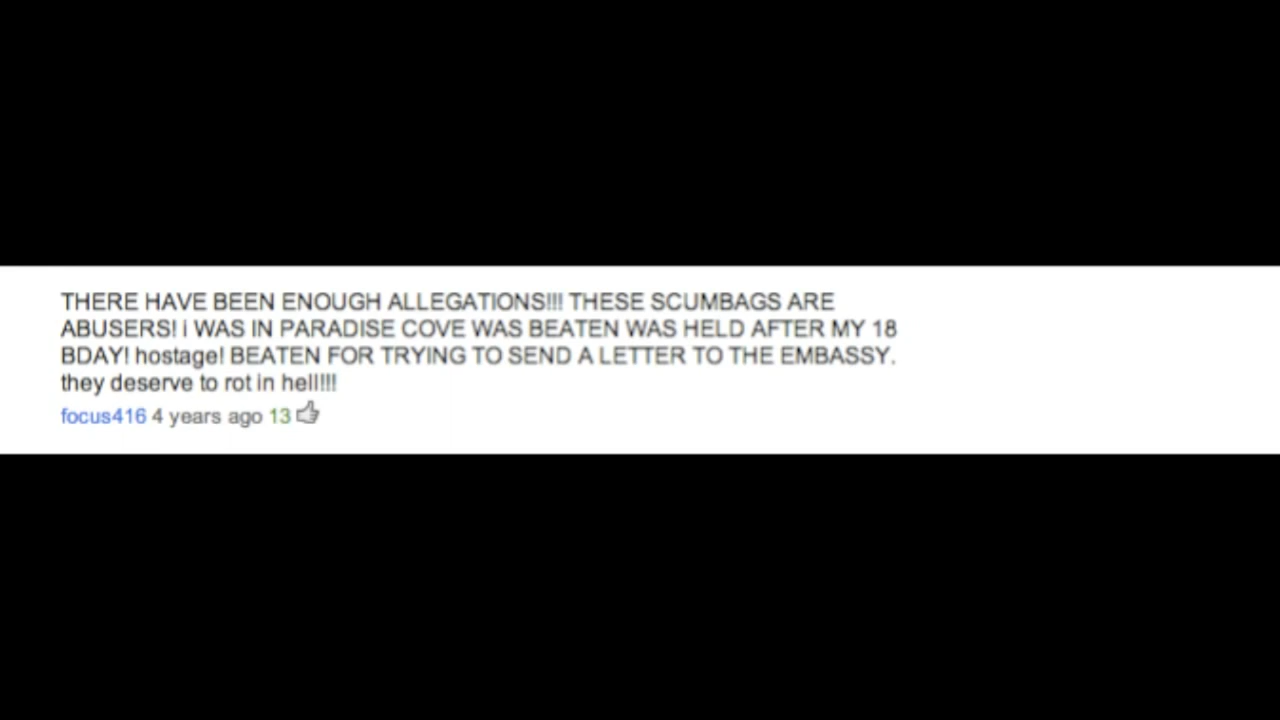 THERE HAVE BEEN ENOUGH ALLEGATIONS!!! THESE SCUMBAGS ARE
ABUSERS! i WAS IN PARADISE COVE WAS BEATEN WAS HELD AFTER MY 18
BDAY! hostage! BEATEN FOR TRYING TO SEND A LETTER TO THE EMBASSY.
they deserve to rot in hell!!!
focus416 4 years ago 13